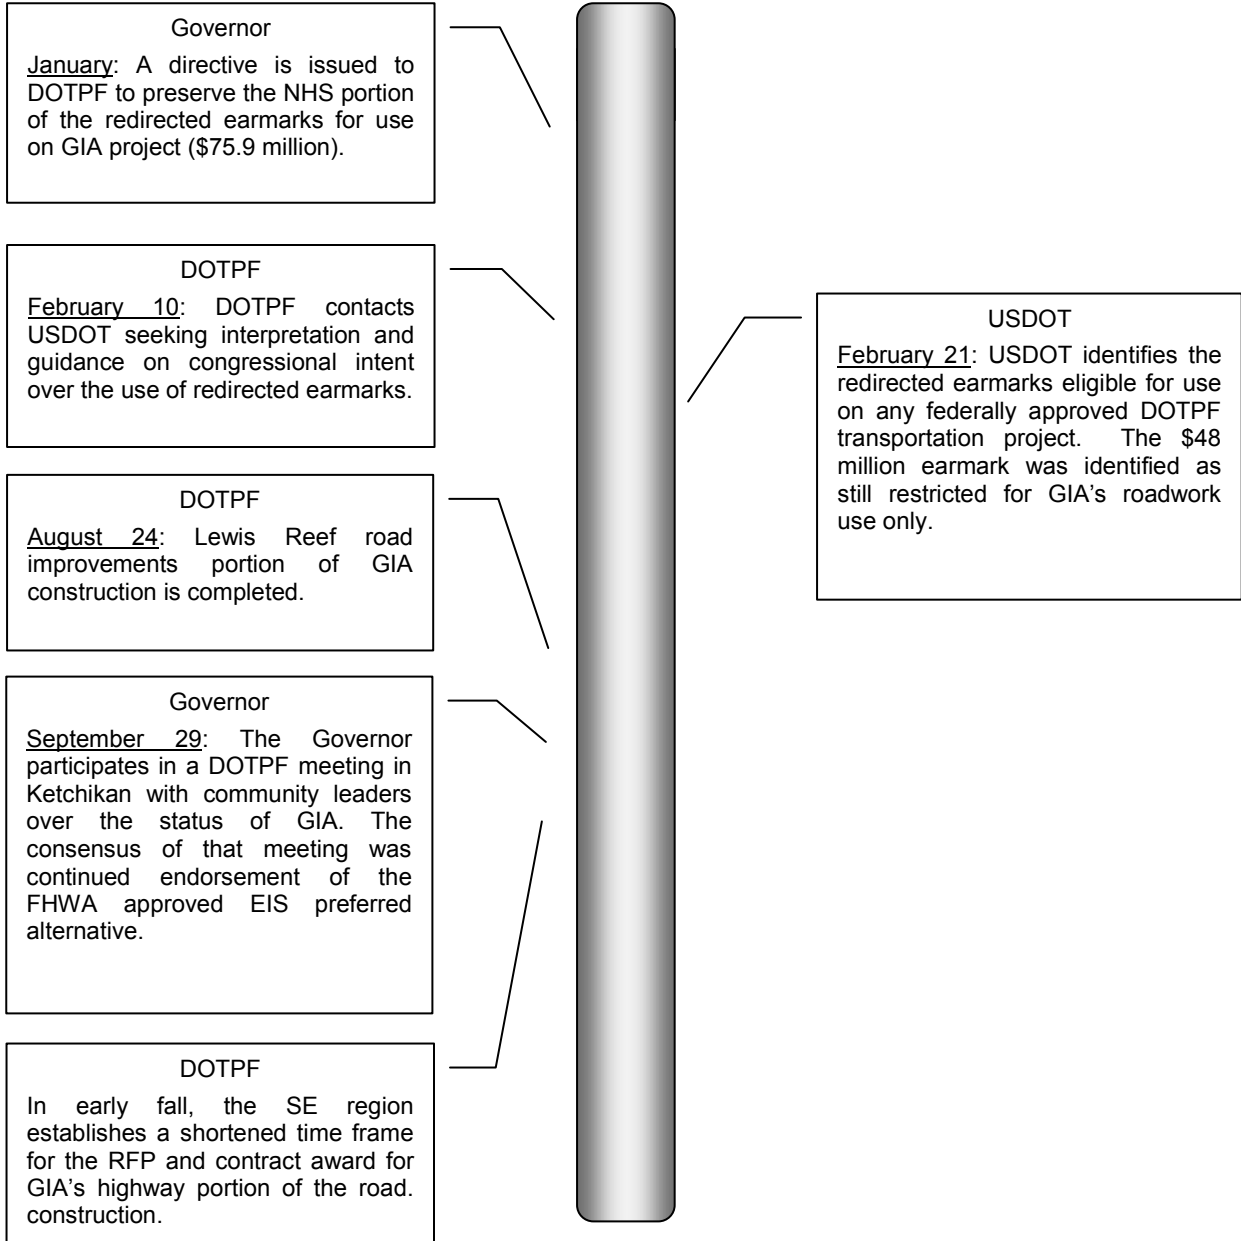 Governor
January: A directive is issued to
DOTPF to preserve the NHS portion
of the redirected earmarks for use
on GIA project ($75.9 million).
DOTPF
February 10: DOTPF contacts
USDOT seeking interpretation and
guidance on congressional intent
over the use of redirected earmarks.
USDOT
February 21: USDOT identifies the
redirected earmarks eligible for use
on any federally approved DOTPF
transportation project. The $48
million earmark was identified as
still restricted for GIA's roadwork
use only.
DOTPF
August 24: Lewis Reef road
improvements portion of GIA
construction is completed.
Governor
September 29: The Governor
participates in a DOTPF meeting in
Ketchikan with community leaders
over the status of GIA. The
consensus of that meeting was
continued endorsement of the
FHWA approved EIS preferred
alternative.
DOTPF
In early fall, the SE region
establishes a shortened time frame
for the RFP and contract award for
GIA's highway portion of the road.
construction.